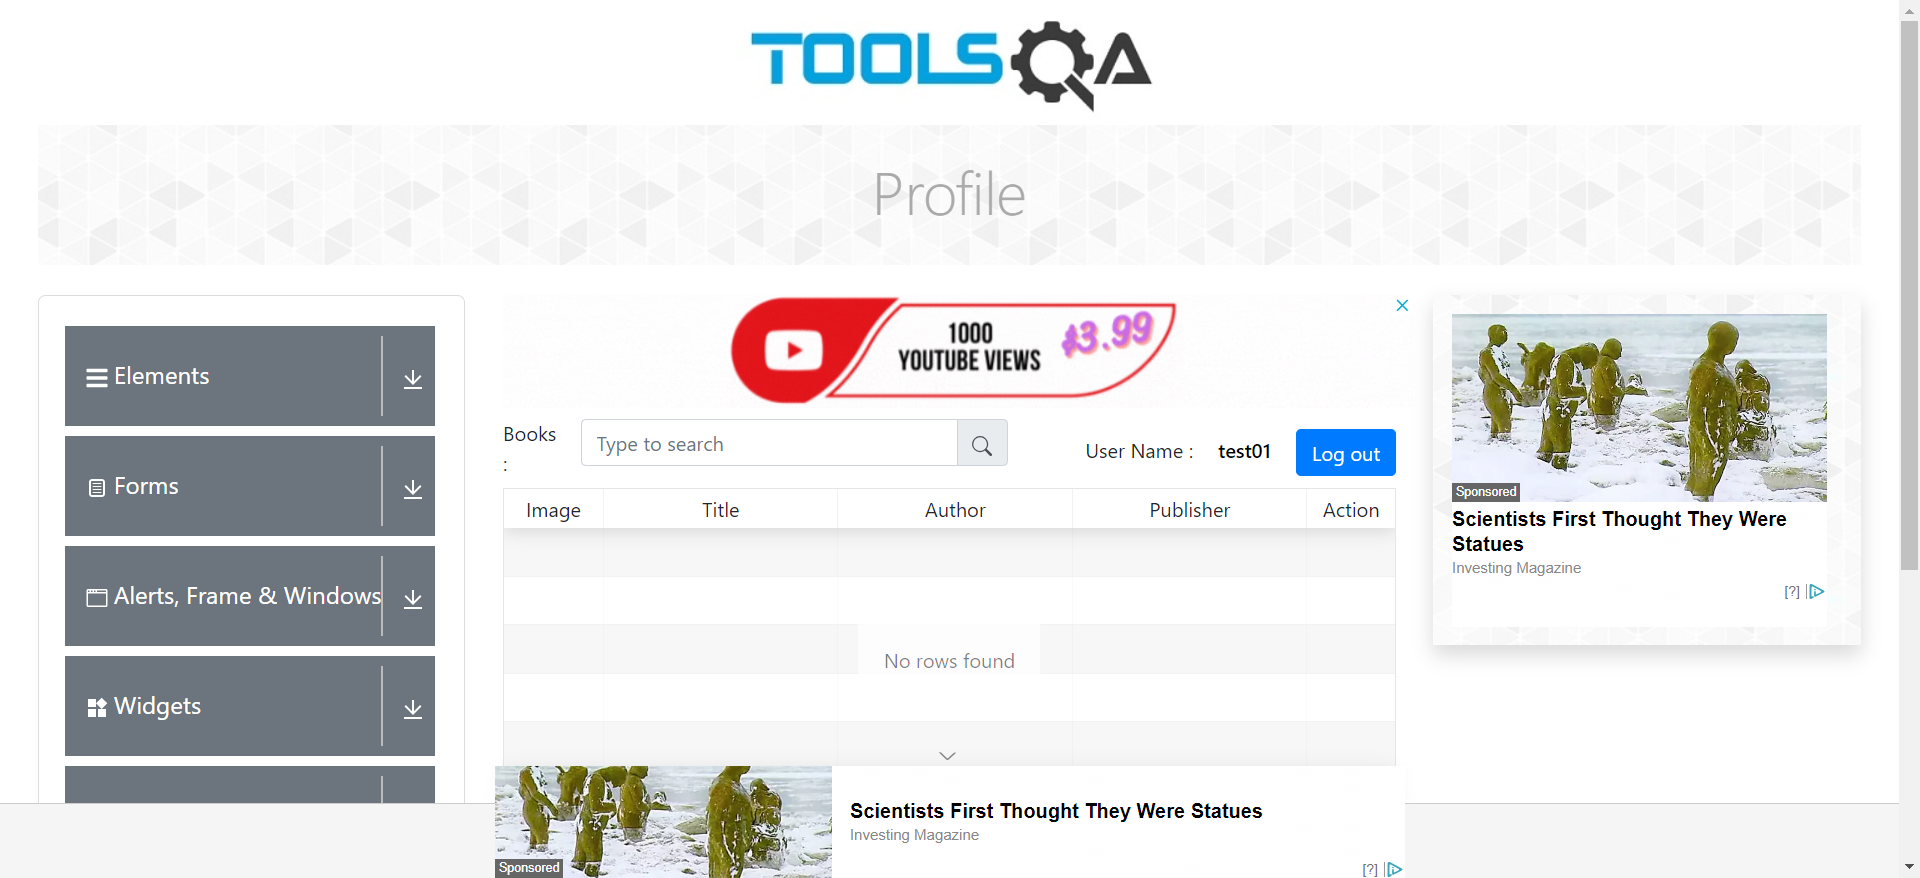 TOOLSQA
Profile
Elements
Forms
Alerts, Frame & Windows
Widgets
1000
YOUTUBE VIEWS
$3.99
Books
:
Type to search
User Name :
test01
Log out
Image
Title
Author
Publisher
Action
No rows found
Sponsored
Scientists First Thought They Were
Statues
Investing Magazine
[?]
Sponsored
Scientists First Thought They Were Statues
Investing Magazine
[?]